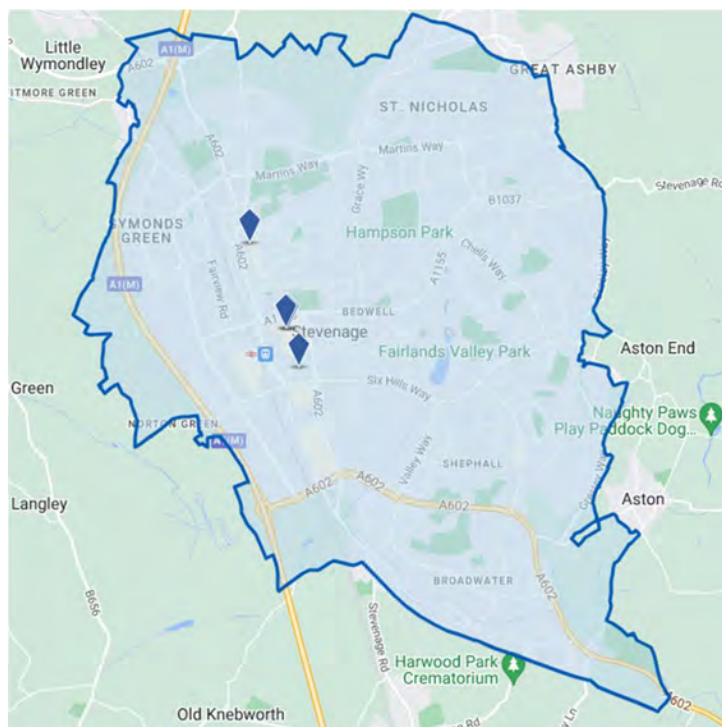 Little
Wymondley
A1(M)
A602
ITMORE GREEN
GREAT ASHBY
ST. NICHOLAS
A602
Martins Way
Martins Way
Grace Wy
Stevenage Rd
B1037
SYMONDS
GREEN
A602
Hampson Park
Chells Way
A1155
Fairview Rd
A1(M)
BEDWELL
Stevenage
Fairlands Valley Park
Aston End
Six Hills Way
Green
A602
Naughty Paws
Play Paddock Dog...
NORTON GREEN
A1(M)
Valley Way
SHEPHALL
A602
A602
Langley
Aston
B656
BROADWATER
A602
Stevenage Rd
Harwood Park
Crematorium
A602
Old Knebworth